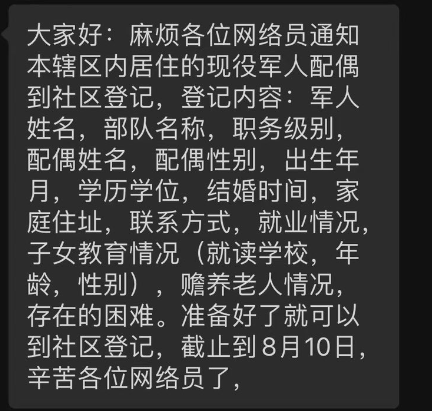 大家好：麻烦各位网络员通知
本辖区内居住的现役军人配偶
到社区登记，登记内容：军人
姓名，部队名称，职务级别，
配偶姓名，配偶性别，出生年
月，学历学位，结婚时间，家
庭住址，联系方式，就业情况，
子女教育情况（就读学校，年
龄，性别），赡养老人情况，
存在的困难。准备好了就可以
到社区登记，截止到8月10日，
辛苦各位网络员了，